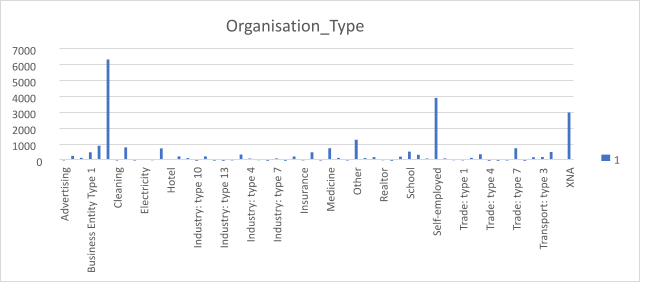 Organisation_Type
7000
6000
5000
4000
3000
2000
1000
0
Advertising
Business Entity Type 1
Cleaning
Electricity
Hotel
Industry: type 10
Industry: type 13
Industry: type 4
Industry: type 7
Insurance
Medicine
Other
Realtor
School
Self-employed
Trade: type 1
Trade: type 4
Trade: type 7
Transport: type 3
XNA
1